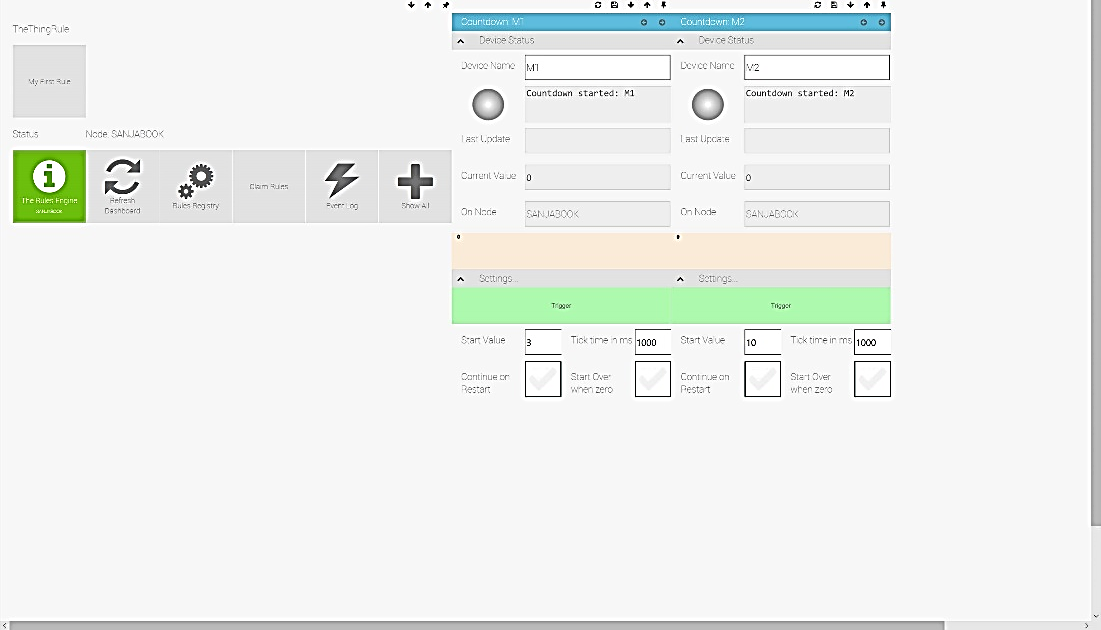 TheThingRule
My First Rule
Status
Node: SANJABOOK
The Rules Engine
SANJABOOK
Refresh
Dashboard
Rules Registry
Claim Rules
Event Log
Show All
Countdown: M1
Device Status
Device Name
M1
Countdown started: M1
Last Update
Current Value
0
On Node
SANJABOOK
0
Settings...
Trigger
Start Value
3
Tick time in ms
1000
Continue on
Restart
Start Over
when zero
Countdown: M2
Device Status
Device Name
M2
Countdown started: M2
Last Update
Current Value
0
On Node
SANJABOOK
0
Settings...
Trigger
Start Value
10
Tick time in ms
1000
Continue on
Restart
Start Over
when zero